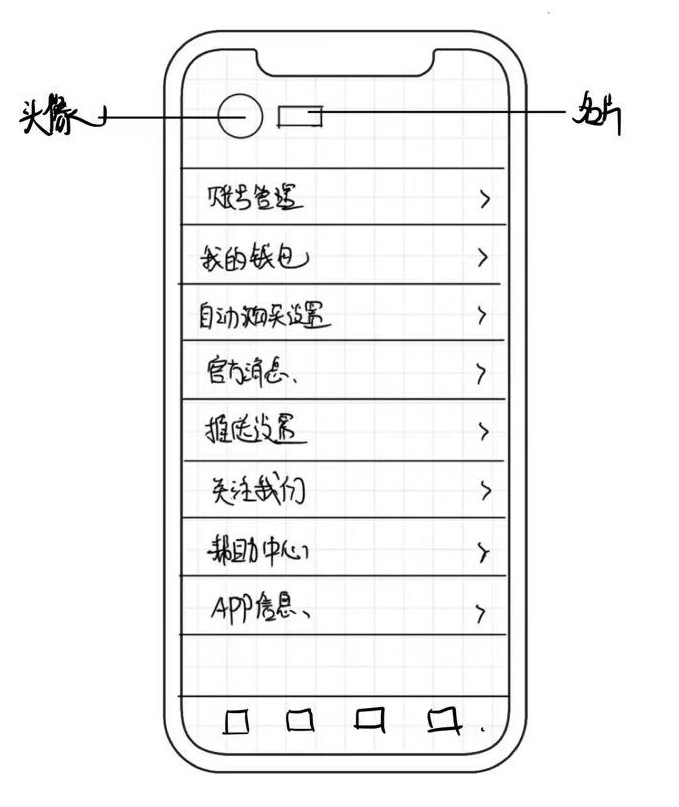 头像
名片
账号管理
我的钱包
自动购买设置
官方消息、
推送设置
关注我们
帮助中心
APP信息、